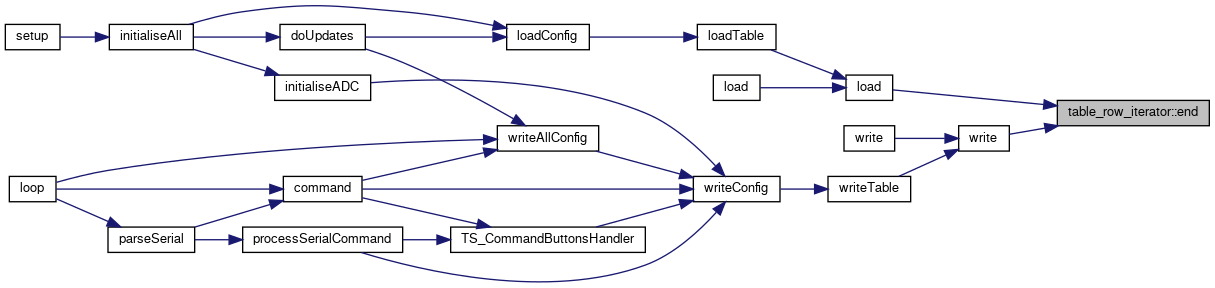 setup
initialiseAll
doUpdates
loadConfig
loadTable
initialiseADC
load
load
table_row_iterator::end
writeAllConfig
write
write
loop
command
writeConfig
writeTable
parseSerial
processSerialCommand
TS_CommandButtonsHandler